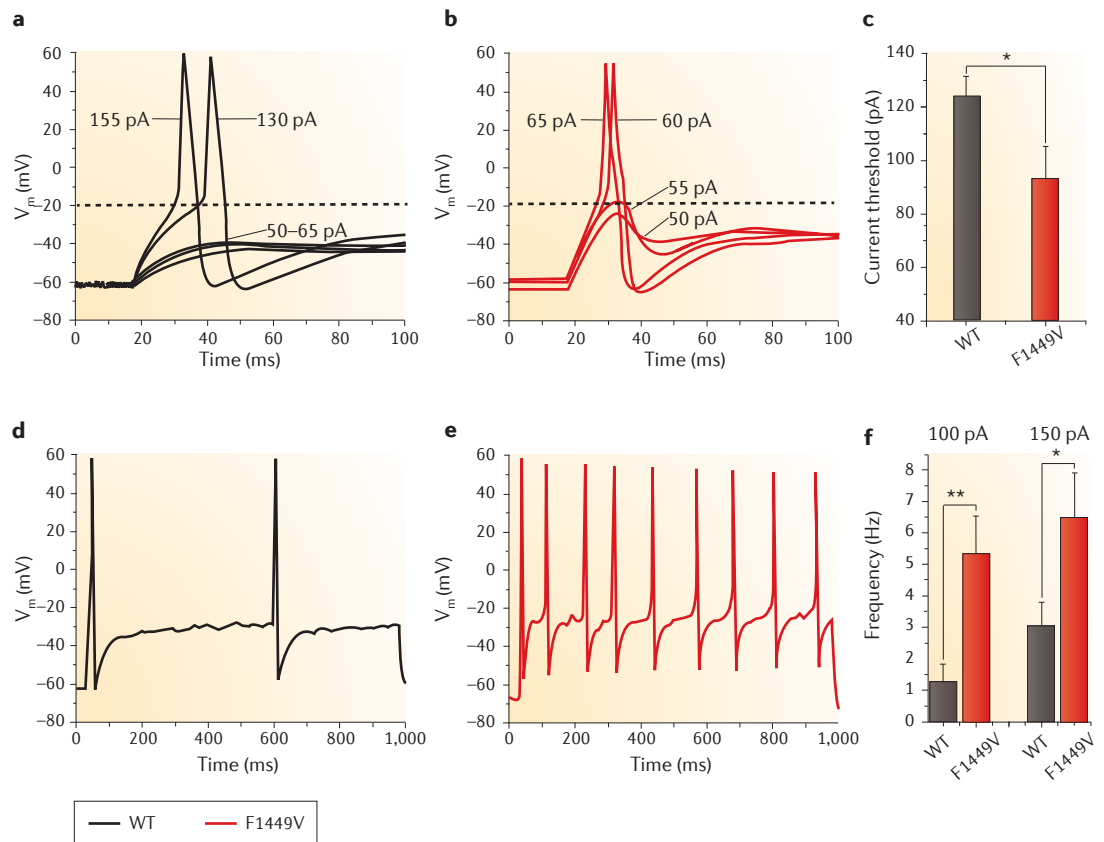 a
60
40
20
0
–20
–40
–60
–80
V_m (mV)
155 pA
130 pA
50–65 pA
0 20 40 60 80 100
Time (ms)
b
60
40
20
0
–20
–40
–60
–80
V_m (mV)
65 pA
60 pA
55 pA
50 pA
0 20 40 60 80 100
Time (ms)
c
140
120
100
80
60
40
Current threshold (pA)
*
WT
F1449V
d
60
40
20
0
–20
–40
–60
–80
V_m (mV)
0 200 400 600 800 1,000
Time (ms)
e
60
40
20
0
–20
–40
–60
–80
V_m (mV)
0 200 400 600 800 1,000
Time (ms)
f
100 pA 150 pA
8
7
6
5
4
3
2
1
0
Frequency (Hz)
**
*
WT
F1449V
WT
F1449V
WT F1449V